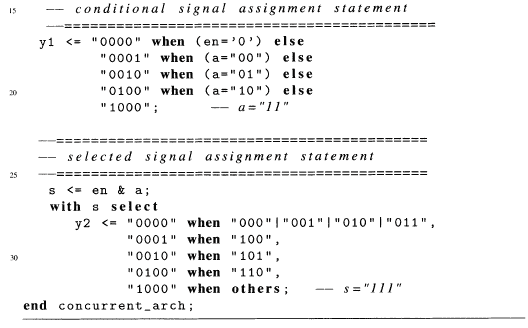 15 -- conditional signal assignment statement
--==============================================
y1 <= "0000" when (en='0') else
"0001" when (a="00") else
"0010" when (a="01") else
20 "0100" when (a="10") else
"1000"; -- a="11"
--==============================================
-- selected signal assignment statement
25 --==============================================
s <= en & a;
with s select
y2 <= "0000" when "000"|"001"|"010"|"011",
"0001" when "100",
30 "0010" when "101",
"0100" when "110",
"1000" when others; -- s="111"
end concurrent_arch;